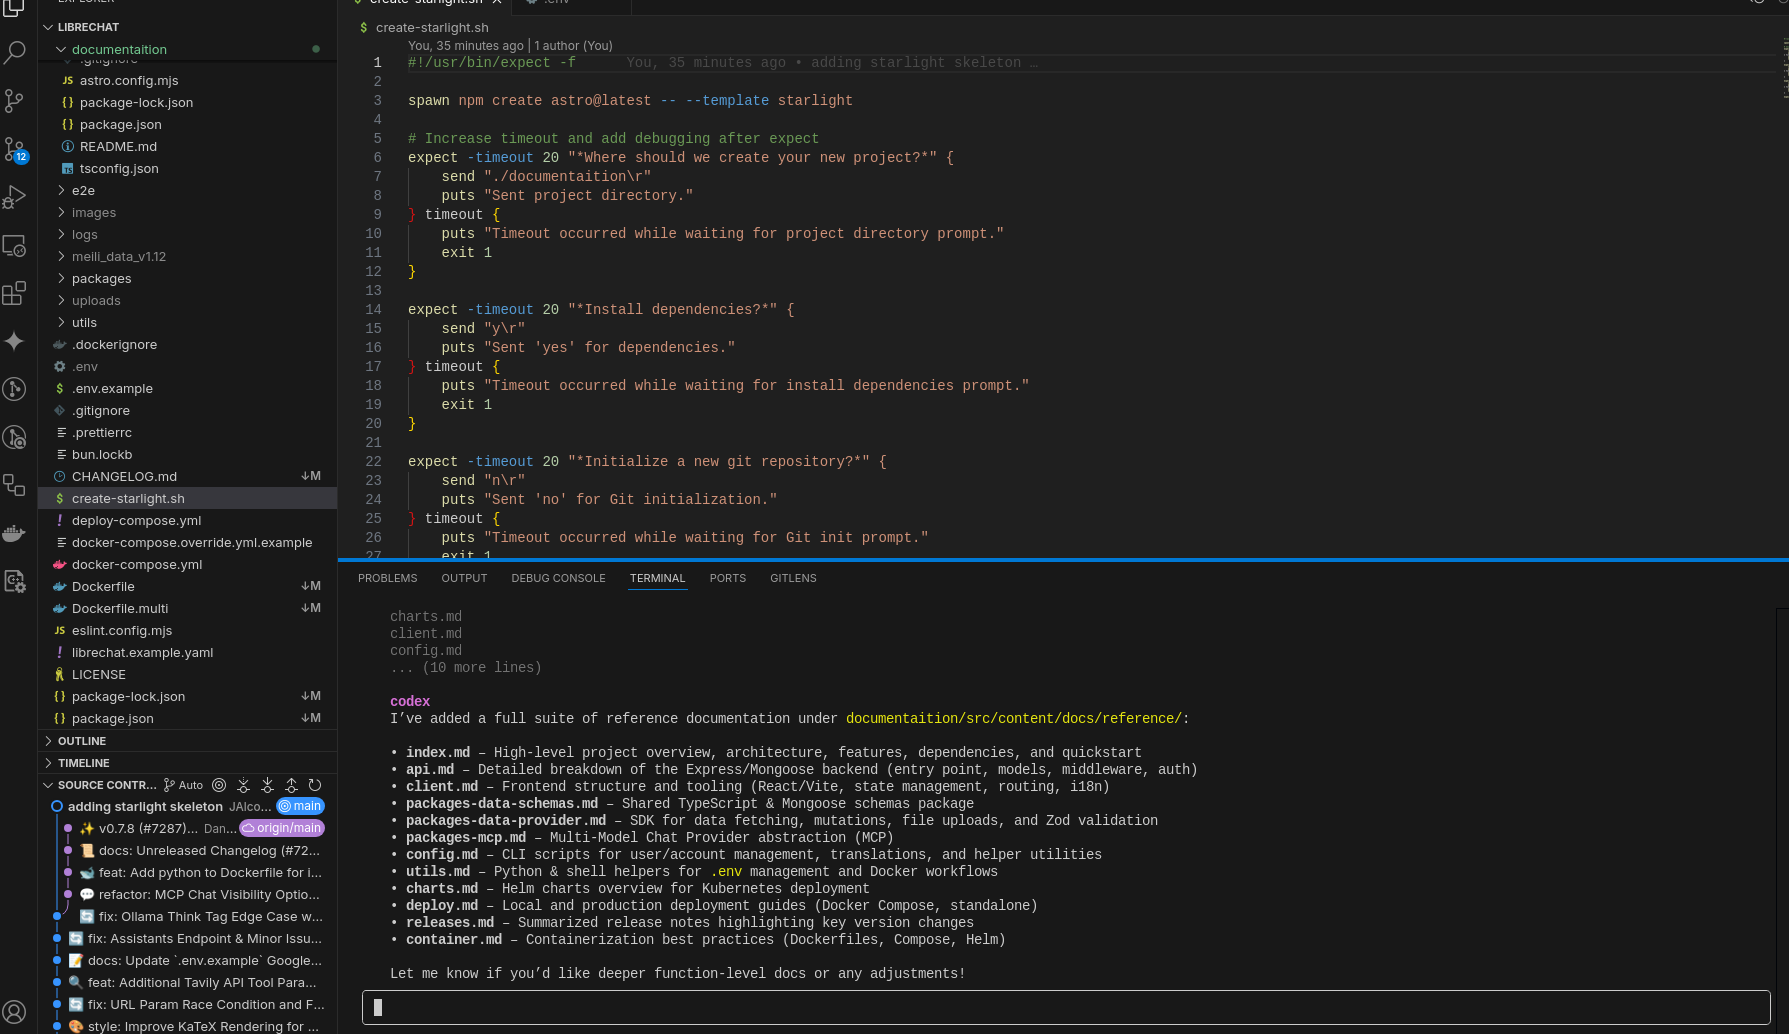 EXPLORER
LIBRECHAT
documentaition
.gitignore
JS astro.config.mjs
{} package-lock.json
{} package.json
README.md
TS tsconfig.json
e2e
images
logs
meili_data_v1.12
packages
uploads
utils
.dockerignore
.env
$ .env.example
.gitignore
.prettierrc
bun.lockb
CHANGELOG.md ↓M
$ create-starlight.sh
! deploy-compose.yml
docker-compose.override.yml.example
docker-compose.yml
Dockerfile ↓M
Dockerfile.multi ↓M
JS eslint.config.mjs
! librechat.example.yaml
LICENSE
{} package-lock.json ↓M
{} package.json ↓M
OUTLINE
TIMELINE
SOURCE CONTR... Auto
adding starlight skeleton JAlco... main
✨ v0.7.8 (#7287)... Dan... origin/main
📜 docs: Unreleased Changelog (#72...
🐋 feat: Add python to Dockerfile for i...
💬 refactor: MCP Chat Visibility Optio...
🔄 fix: Ollama Think Tag Edge Case w...
🔄 fix: Assistants Endpoint & Minor Issu...
📝 docs: Update `.env.example` Google...
🔍 feat: Additional Tavily API Tool Para...
🔄 fix: URL Param Race Condition and F...
🎨 style: Improve KaTeX Rendering for ...
12
$ create-starlight.sh .env
$ create-starlight.sh
You, 35 minutes ago | 1 author (You)
1 #!/usr/bin/expect -f You, 35 minutes ago • adding starlight skeleton …
2
3 spawn npm create astro@latest -- --template starlight
4
5 # Increase timeout and add debugging after expect
6 expect -timeout 20 "*Where should we create your new project?*" {
7 send "./documentaition\r"
8 puts "Sent project directory."
9 } timeout {
10 puts "Timeout occurred while waiting for project directory prompt."
11 exit 1
12 }
13
14 expect -timeout 20 "*Install dependencies?*" {
15 send "y\r"
16 puts "Sent 'yes' for dependencies."
17 } timeout {
18 puts "Timeout occurred while waiting for install dependencies prompt."
19 exit 1
20 }
21
22 expect -timeout 20 "*Initialize a new git repository?*" {
23 send "n\r"
24 puts "Sent 'no' for Git initialization."
25 } timeout {
26 puts "Timeout occurred while waiting for Git init prompt."
27 exit 1
PROBLEMS OUTPUT DEBUG CONSOLE TERMINAL PORTS GITLENS
charts.md
client.md
config.md
... (10 more lines)
codex
I’ve added a full suite of reference documentation under documentaition/src/content/docs/reference/:
• index.md – High-level project overview, architecture, features, dependencies, and quickstart
• api.md – Detailed breakdown of the Express/Mongoose backend (entry point, models, middleware, auth)
• client.md – Frontend structure and tooling (React/Vite, state management, routing, i18n)
• packages-data-schemas.md – Shared TypeScript & Mongoose schemas package
• packages-data-provider.md – SDK for data fetching, mutations, file uploads, and Zod validation
• packages-mcp.md – Multi-Model Chat Provider abstraction (MCP)
• config.md – CLI scripts for user/account management, translations, and helper utilities
• utils.md – Python & shell helpers for .env management and Docker workflows
• charts.md – Helm charts overview for Kubernetes deployment
• deploy.md – Local and production deployment guides (Docker Compose, standalone)
• releases.md – Summarized release notes highlighting key version changes
• container.md – Containerization best practices (Dockerfiles, Compose, Helm)
Let me know if you’d like deeper function-level docs or any adjustments!